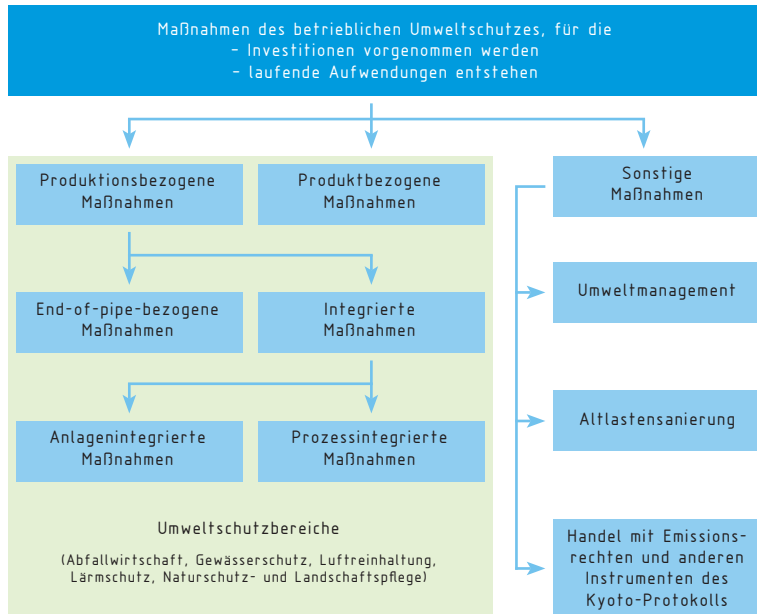 Maßnahmen des betrieblichen Umweltschutzes, für die
– Investitionen vorgenommen werden
– laufende Aufwendungen entstehen
Produktionsbezogene
Maßnahmen
Produktbezogene
Maßnahmen
Sonstige
Maßnahmen
End-of-pipe-bezogene
Maßnahmen
Integrierte
Maßnahmen
Umweltmanagement
Anlagenintegrierte
Maßnahmen
Prozessintegrierte
Maßnahmen
Altlastensanierung
Umweltschutzbereiche
(Abfallwirtschaft, Gewässerschutz, Luftreinhaltung,
Lärmschutz, Naturschutz- und Landschaftspflege)
Handel mit Emissions-
rechten und anderen
Instrumenten des
Kyoto-Protokolls